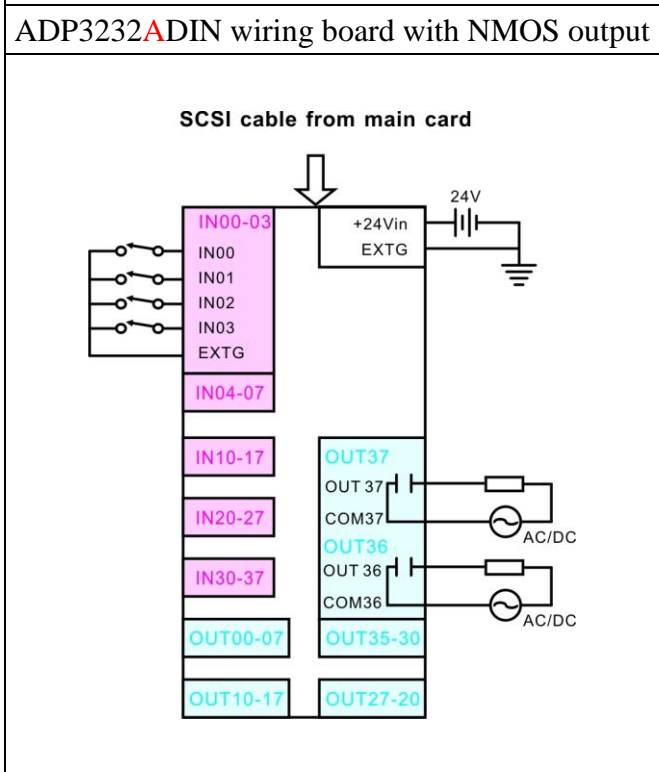 ADP3232ADIN wiring board with NMOS output
SCSI cable from main card
24V
IN00-03
IN00
IN01
IN02
IN03
EXTG
+24Vin
EXTG
IN04-07
IN10-17
IN20-27
IN30-37
OUT37
OUT 37
COM37
AC/DC
OUT36
OUT 36
COM36
AC/DC
OUT00-07
OUT35-30
OUT10-17
OUT27-20